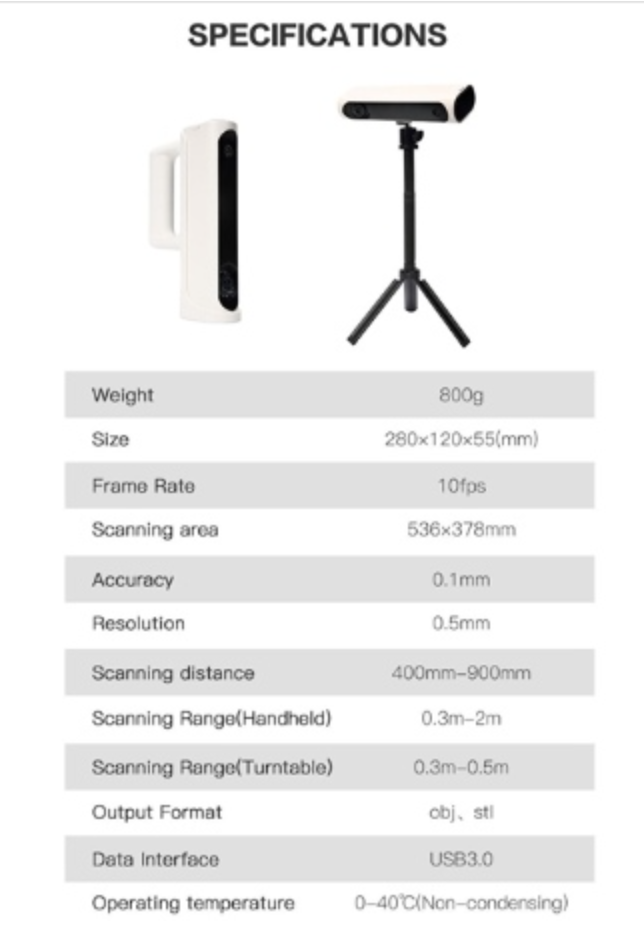 SPECIFICATIONS
Weight 800g
Size 280×120×55(mm)
Frame Rate 10fps
Scanning area 536×378mm
Accuracy 0.1mm
Resolution 0.5mm
Scanning distance 400mm-900mm
Scanning Range(Handheld) 0.3m-2m
Scanning Range(Turntable) 0.3m-0.5m
Output Format obj、stl
Data Interface USB3.0
Operating temperature 0-40℃(Non-condensing)